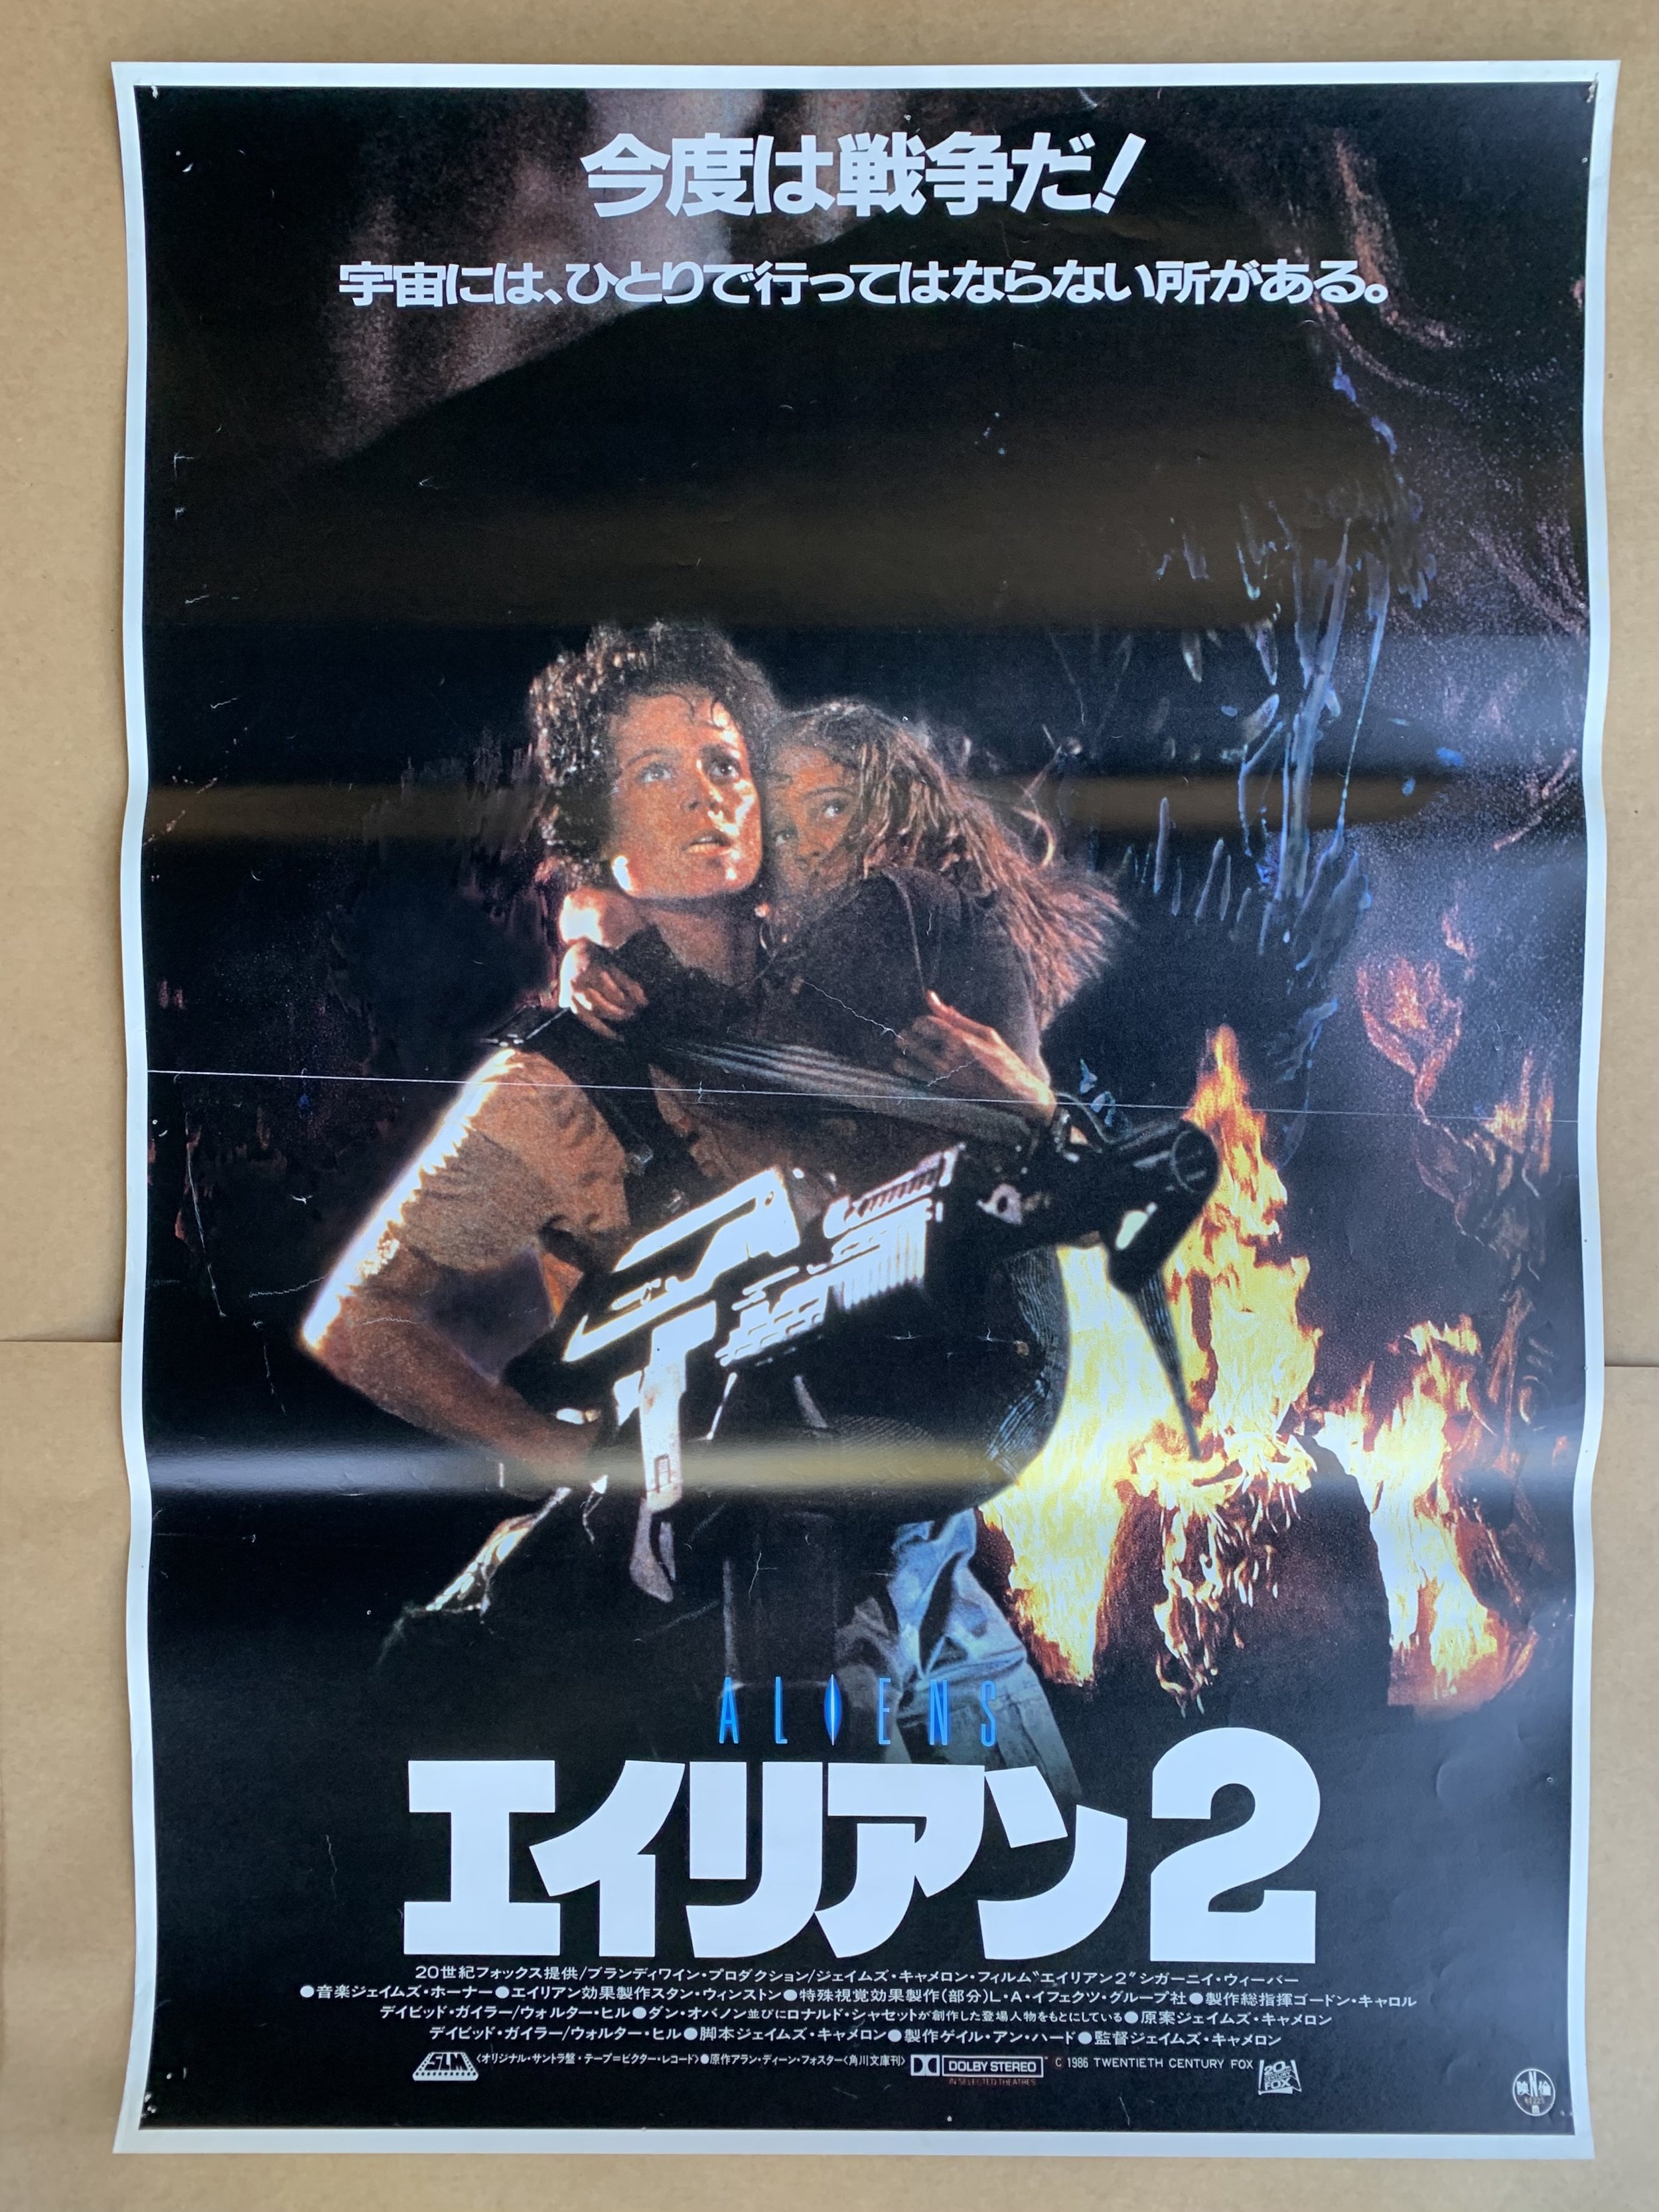 今度は戦争だ!
宇宙には、ひとりで行ってはならない所がある。
ALIENS
エイリアン2
20世紀フォックス提供/ブランディワイン・プロダクション/ジェイムズ・キャメロン・フィルム"エイリアン2"シガーニイ・ウィーバー
●音楽ジェイムズ・ホーナー●エイリアン効果製作スタン・ウィンストン●特殊視覚効果製作(部分)L・A・イフェクツ・グループ社●製作総指揮ゴードン・キャロル
デイビッド・ガイラー/ウォルター・ヒル●ダン・オバノン並びにロナルド・シャセットが創作した登場人物をもとにしている●原案ジェイムズ・キャメロン
デイビッド・ガイラー/ウォルター・ヒル●脚本ジェイムズ・キャメロン●製作ゲイル・アン・ハード●監督ジェイムズ・キャメロン
SLM〈オリジナル・サントラ盤・テープ=ビクター・レコード〉●原作アラン・ディーン・フォスター〈角川文庫刊〉 DOLBY STEREO © 1986 TWENTIETH CENTURY FOX 20th CENTURY FOX
IN SELECTED THEATRES
映倫